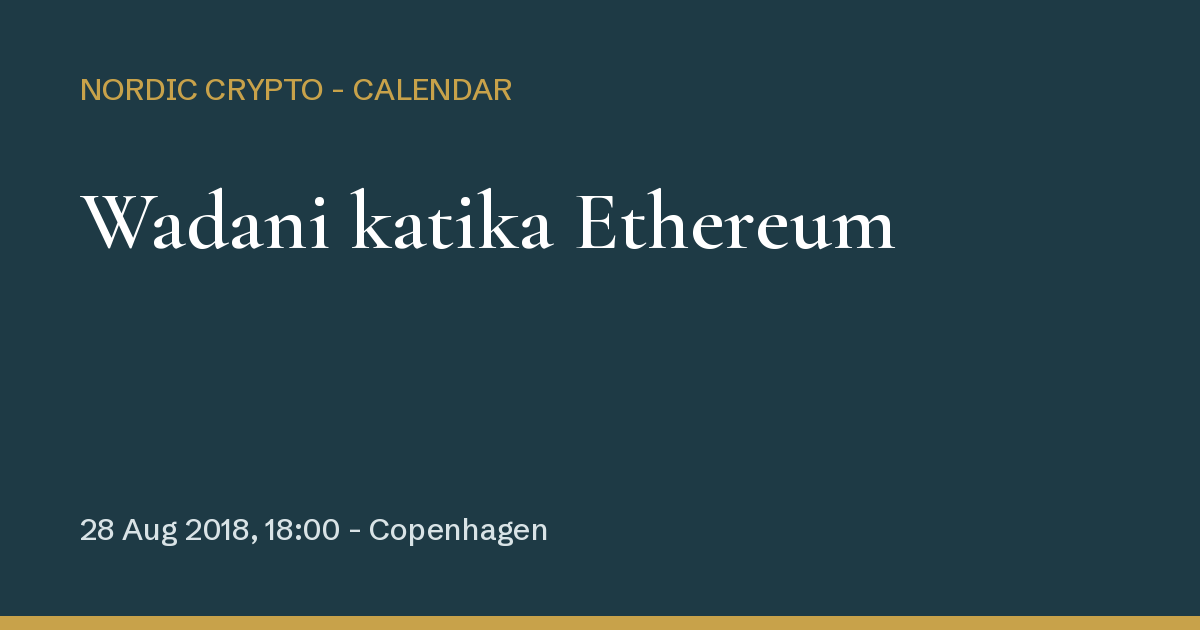 NORDIC CRYPTO - CALENDAR
Wadani katika Ethereum
28 Aug 2018, 18:00 - Copenhagen